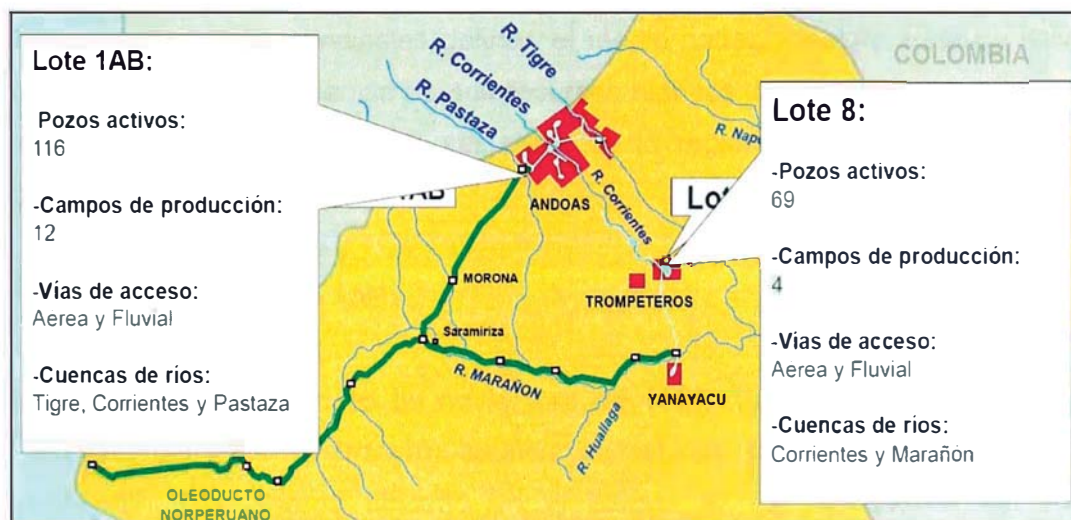 Lote 1AB:
Pozos activos:
116
-Campos de producción:
12
-Vías de acceso:
Aerea y Fluvial
-Cuencas de ríos:
Tigre, Corrientes y Pastaza
R. Tigre
R. Corrientes
R. Pastaza
COLOMBIA
R. Napo
ANDOAS
R. Corrientes
MORONA
TROMPETEROS
Saramiriza
R. MARAÑON
YANAYACU
R. Huallaga
OLEODUCTO
NORPERUANO
Lote 8:
-Pozos activos:
69
-Campos de producción:
4
-Vías de acceso:
Aerea y Fluvial
-Cuencas de ríos:
Corrientes y Marañón